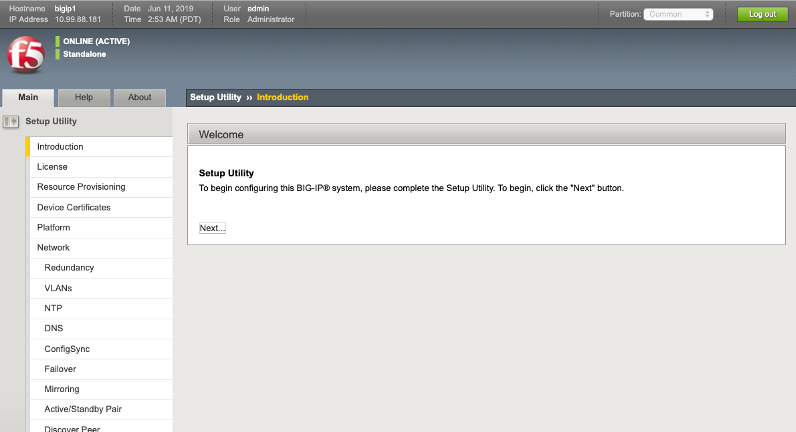 Hostname bigip1 Date Jun 11, 2019 User admin
IP Address 10.99.88.181 Time 2:53 AM (PDT) Role Administrator
Partition: Common Log out
f5
ONLINE (ACTIVE)
Standalone
Main Help About
Setup Utility ›› Introduction
Setup Utility
Introduction
License
Resource Provisioning
Device Certificates
Platform
Network
Redundancy
VLANs
NTP
DNS
ConfigSync
Failover
Mirroring
Active/Standby Pair
Discover Peer
Welcome
Setup Utility
To begin configuring this BIG-IP® system, please complete the Setup Utility. To begin, click the "Next" button.
Next...